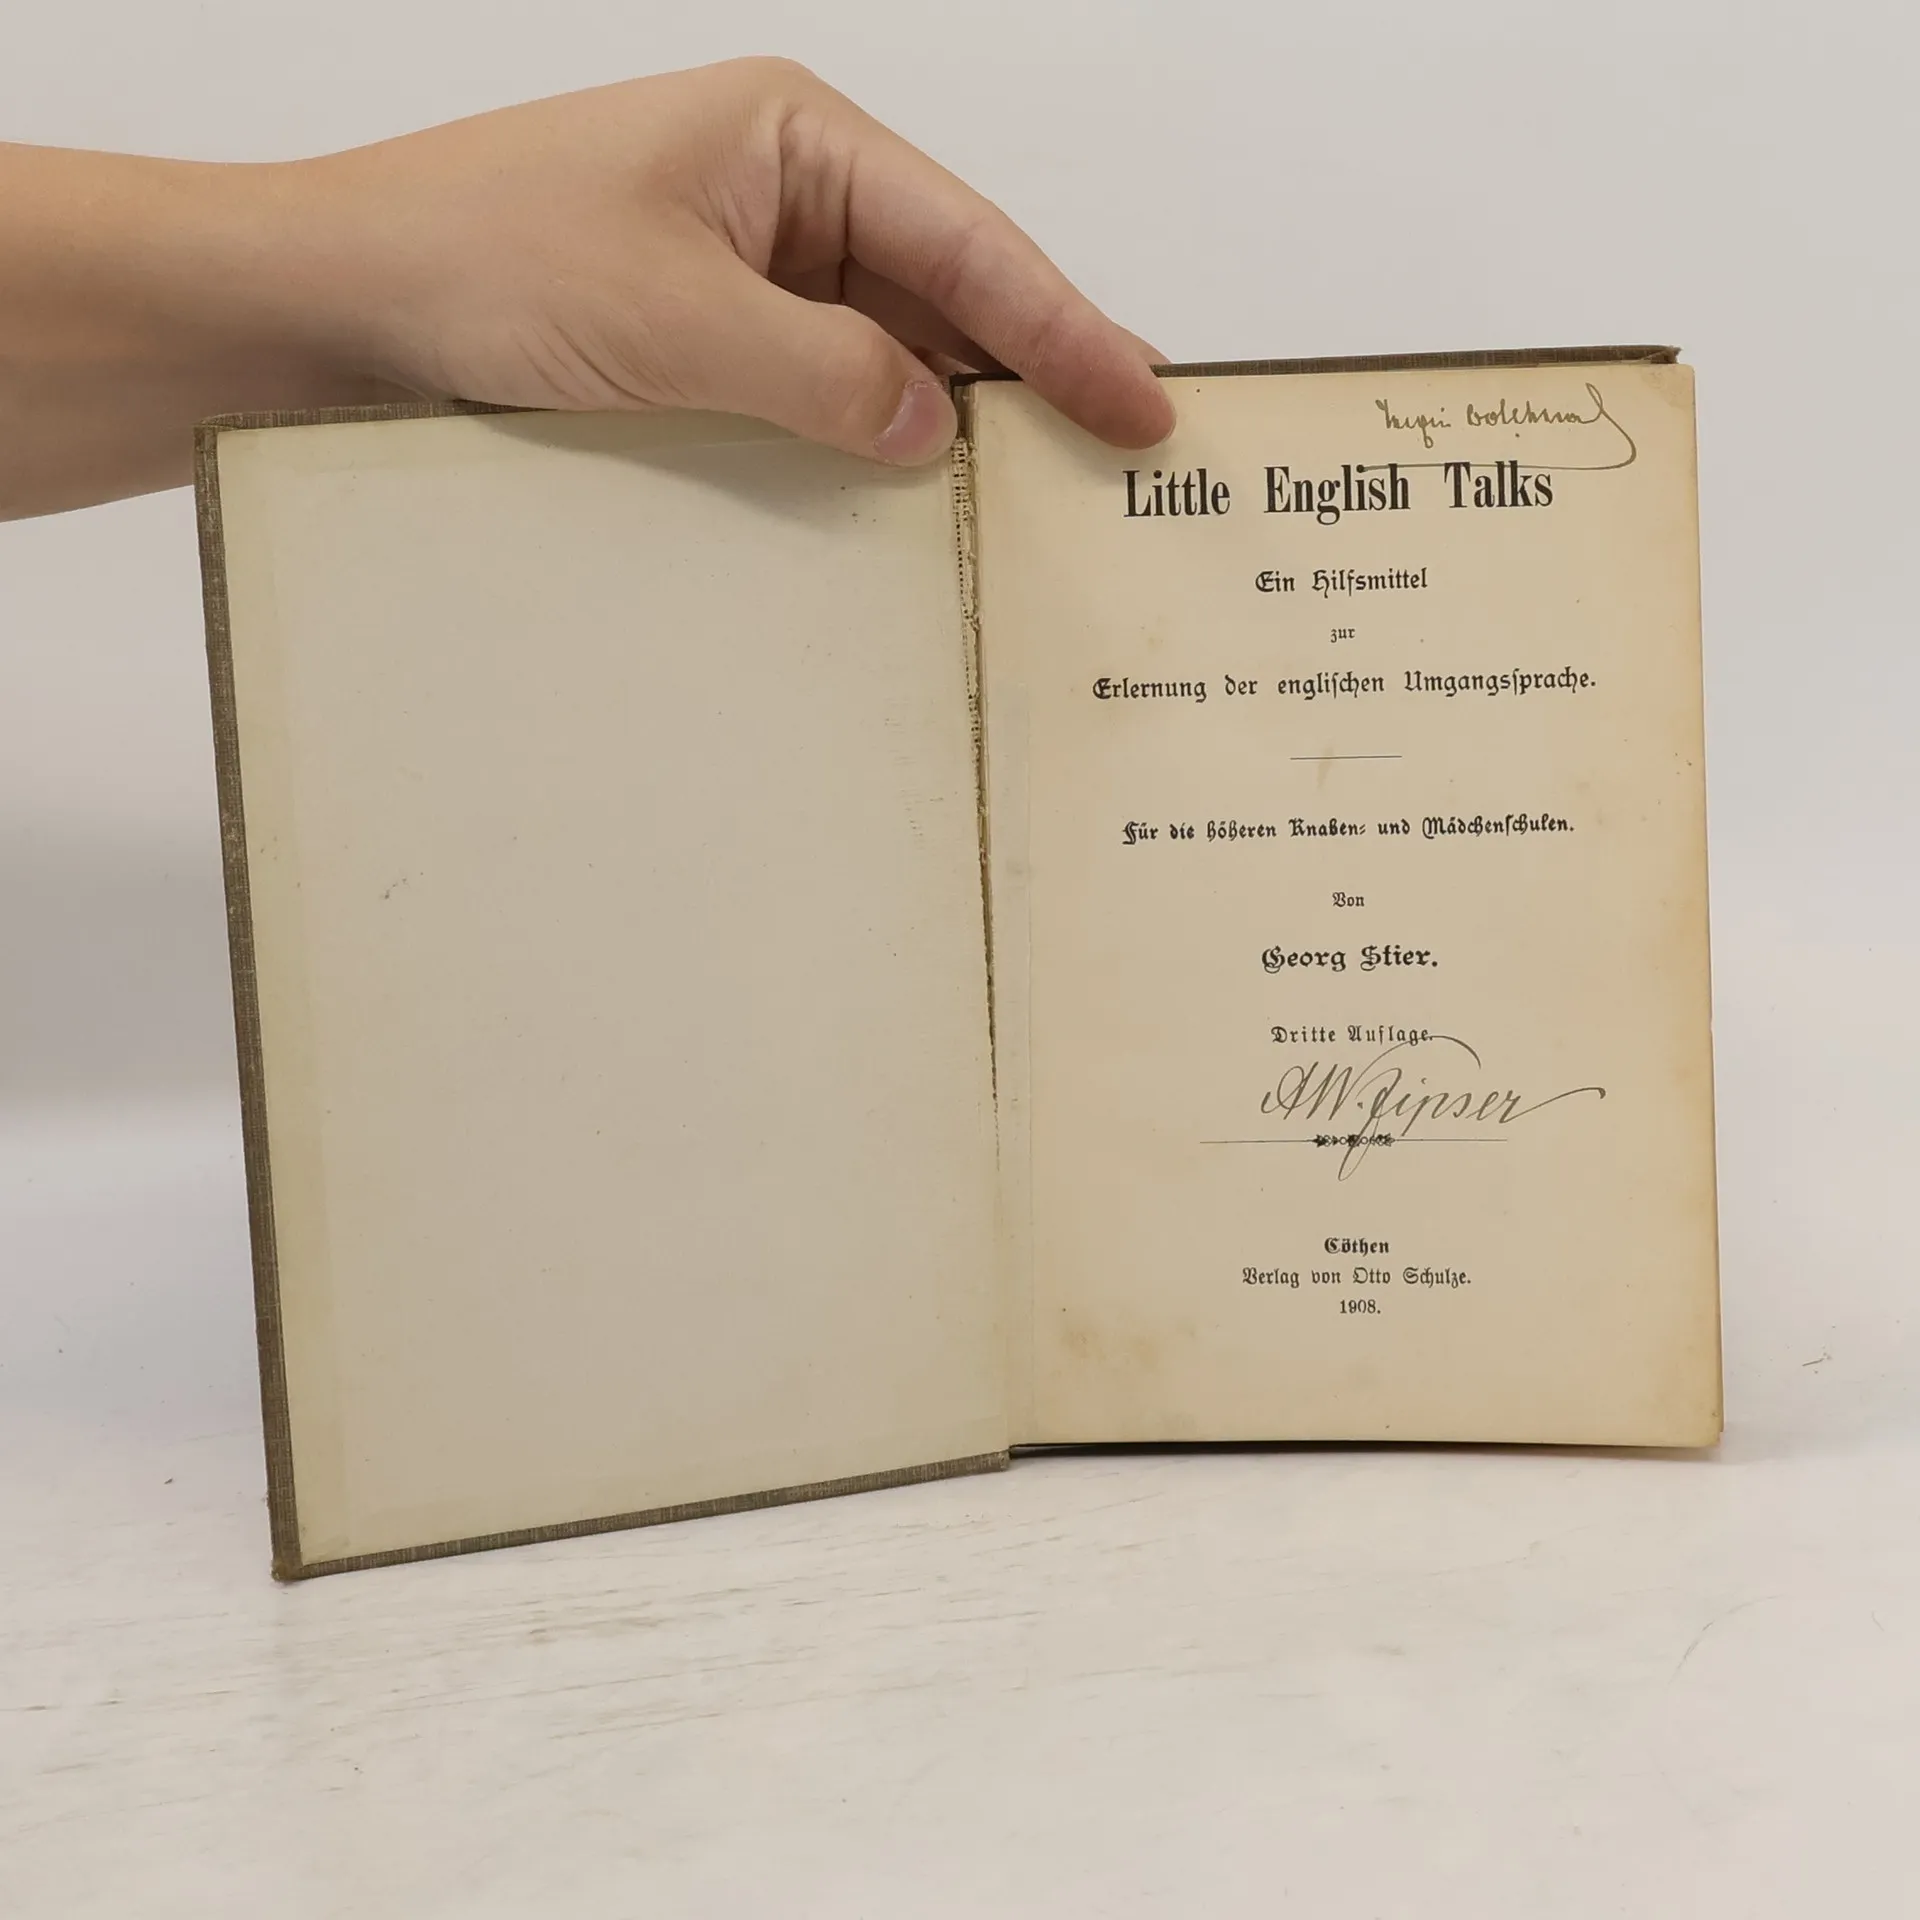 Little English Talks
Ein Hilfsmittel
zur
Erlernung der englischen Umgangssprache.
Für die höheren Knaben- und Mädchenschulen.
Von
Georg Stier.
Dritte Auflage.
AW. Zipser
Cöthen
Verlag von Otto Schulze.
1908.